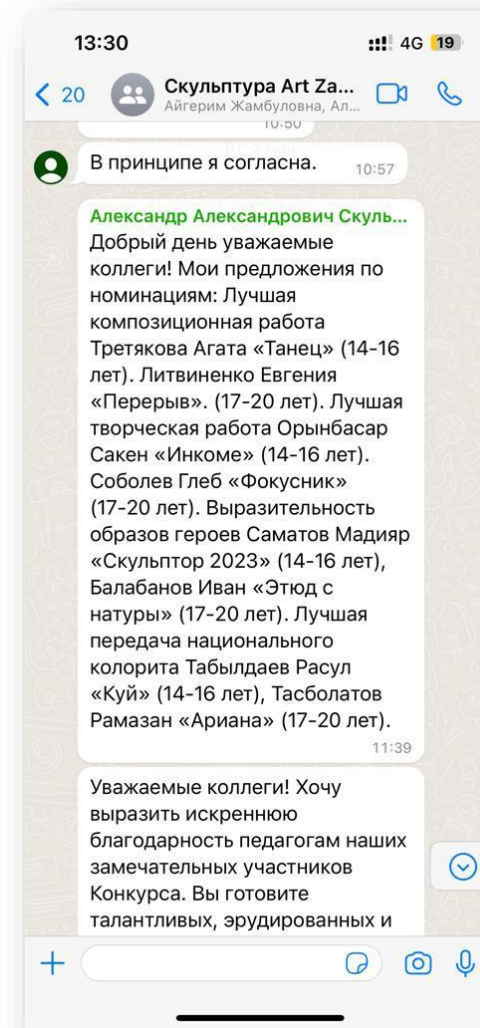 13:30
4G 19
20
Скульптура Art Za...
Айгерим Жамбуловна, Ал...
10:50
Вт, 2 мая
В принципе я согласна.
10:57
Александр Александрович Скуль...
Добрый день уважаемые
коллеги! Мои предложения по
номинациям: Лучшая
композиционная работа
Третякова Агата «Танец» (14-16
лет). Литвиненко Евгения
«Перерыв». (17-20 лет). Лучшая
творческая работа Орынбасар
Сакен «Инкоме» (14-16 лет).
Соболев Глеб «Фокусник»
(17-20 лет). Выразительность
образов героев Саматов Мадияр
«Скульптор 2023» (14-16 лет),
Балабанов Иван «Этюд с
натуры» (17-20 лет). Лучшая
передача национального
колорита Табылдаев Расул
«Куй» (14-16 лет), Тасболатов
Рамазан «Ариана» (17-20 лет).
11:39
Уважаемые коллеги! Хочу
выразить искреннюю
благодарность педагогам наших
замечательных участников
Конкурса. Вы готовите
талантливых, эрудированных и